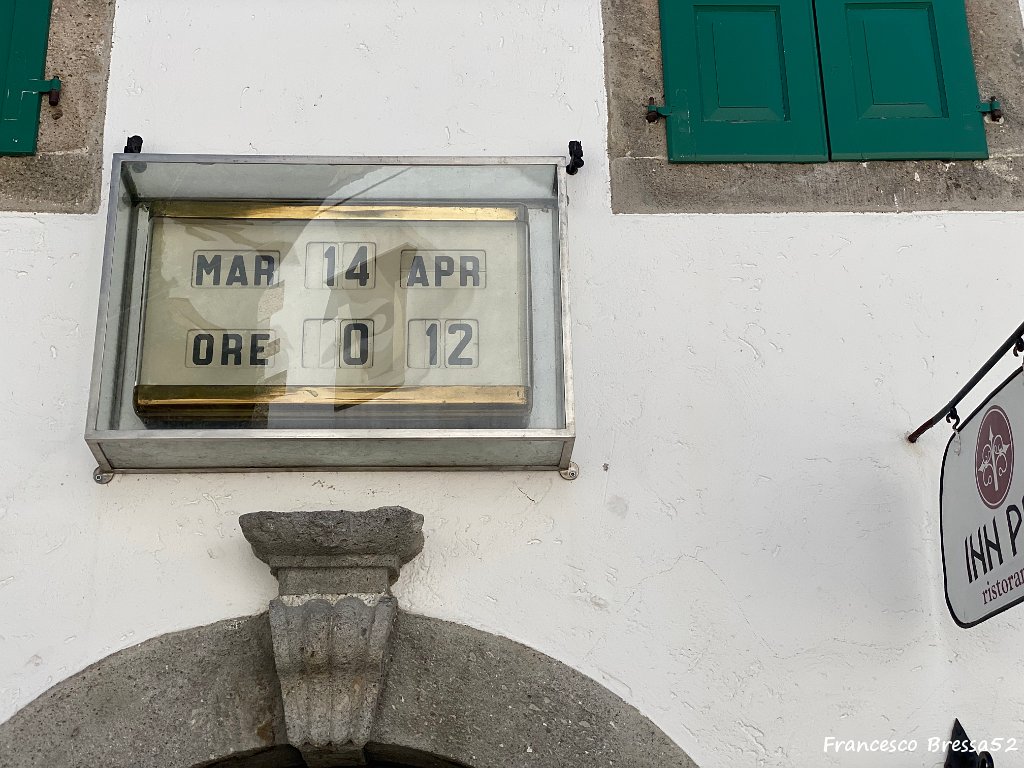 MAR 14 APR
ORE 0 12
INN
ristoran
Francesco Bressa52